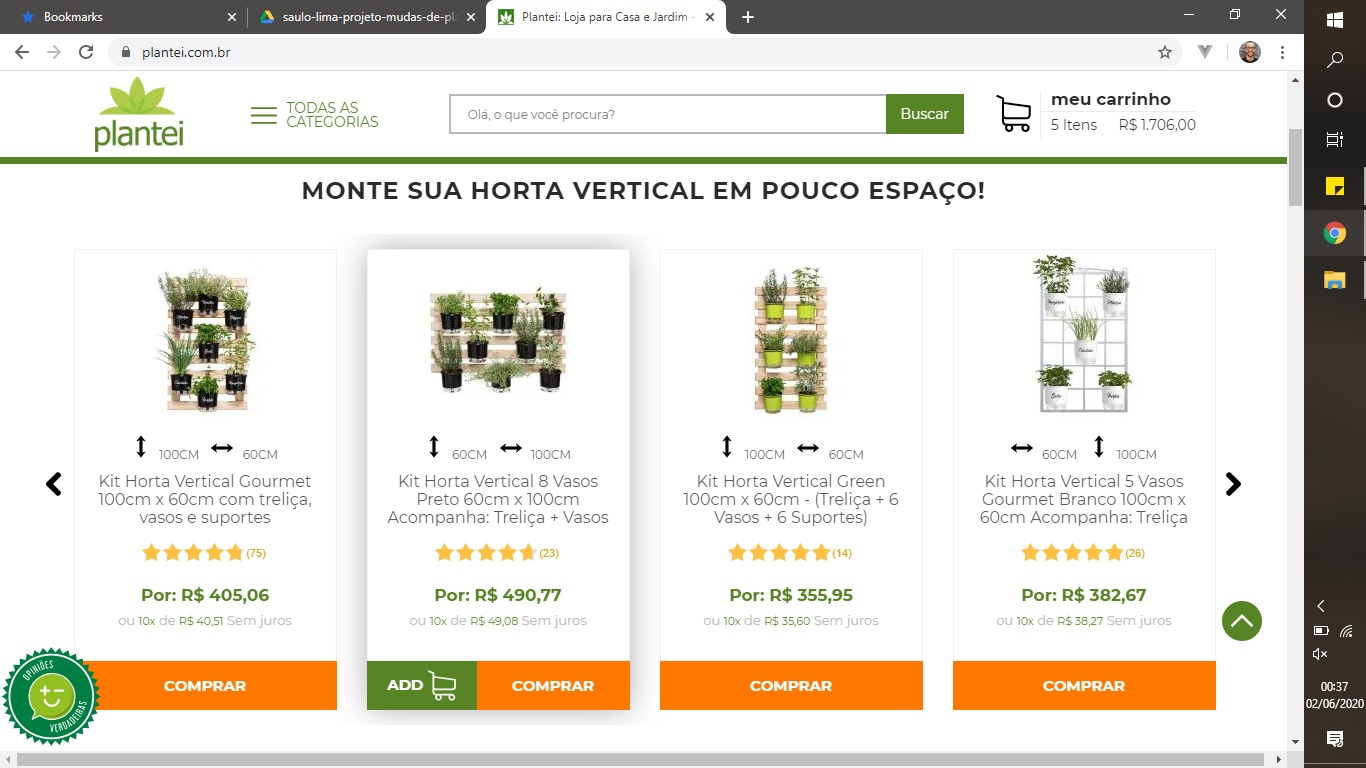 Bookmarks
saulo-lima-projeto-mudas-de-pla
Plantei: Loja para Casa e Jardim -
plantei.com.br
plantei
TODAS AS
CATEGORIAS
Olá, o que você procura?
Buscar
meu carrinho
5 Itens R$ 1.706,00
MONTE SUA HORTA VERTICAL EM POUCO ESPAÇO!
100CM 60CM
Kit Horta Vertical Gourmet
100cm x 60cm com treliça,
vasos e suportes
(75)
Por: R$ 405,06
ou 10x de R$ 40,51 Sem juros
COMPRAR
60CM 100CM
Kit Horta Vertical 8 Vasos
Preto 60cm x 100cm
Acompanha: Treliça + Vasos
(23)
Por: R$ 490,77
ou 10x de R$ 49,08 Sem juros
ADD
COMPRAR
100CM 60CM
Kit Horta Vertical Green
100cm x 60cm - (Treliça + 6
Vasos + 6 Suportes)
(14)
Por: R$ 355,95
ou 10x de R$ 35,60 Sem juros
COMPRAR
60CM 100CM
Kit Horta Vertical 5 Vasos
Gourmet Branco 100cm x
60cm Acompanha: Treliça
(26)
Por: R$ 382,67
ou 10x de R$ 38,27 Sem juros
COMPRAR
OPINIÕES
VERDADEIRAS
00:37
02/06/2020